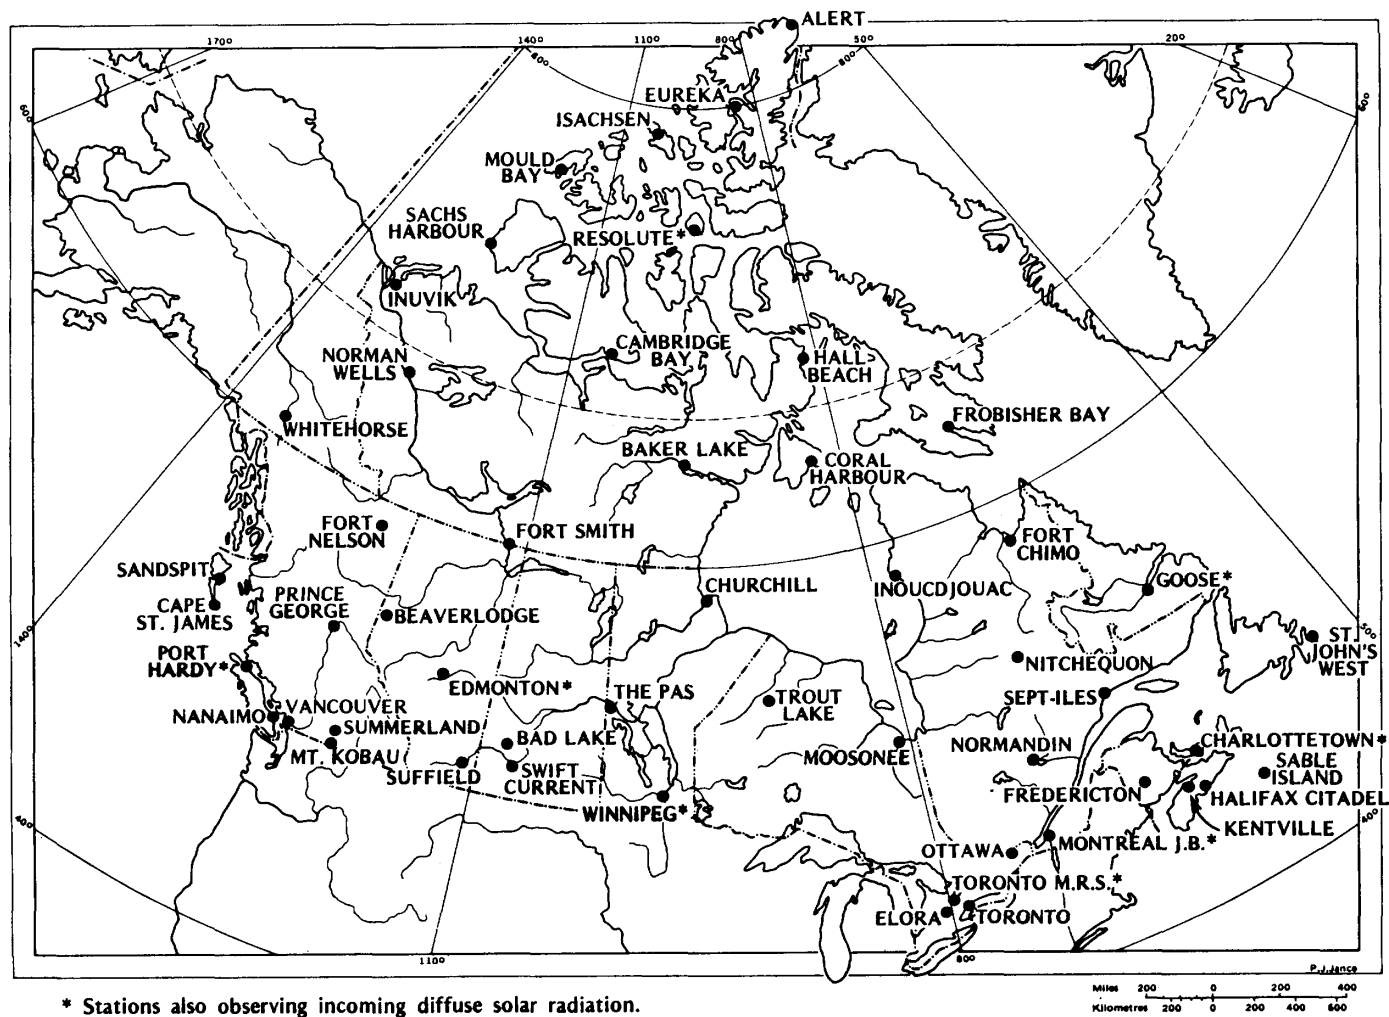 ALERT
170°
140°
110°
80°
50°
20°
80°
80°
60°
60°
EUREKA
ISACHSEN
MOULD
BAY
SACHS
HARBOUR
RESOLUTE*
INUVIK
CAMBRIDGE
BAY
HALL
BEACH
NORMAN
WELLS
FROBISHER BAY
WHITEHORSE
BAKER LAKE
CORAL
HARBOUR
FORT
NELSON
FORT SMITH
FORT
CHIMO
SANDSPIT
CHURCHILL
INOUCDJOUAC
GOOSE*
CAPE
ST. JAMES
PRINCE
GEORGE
BEAVERLODGE
140°
50°
ST.
JOHN'S
WEST
PORT
HARDY*
NITCHEQUON
EDMONTON*
THE PAS
TROUT
LAKE
SEPT-ILES
NANAIMO
VANCOUVER
SUMMERLAND
BAD LAKE
MT. KOBAU
MOOSONEE
NORMANDIN
CHARLOTTETOWN*
SUFFIELD
SWIFT
CURRENT
SABLE
ISLAND
FREDERICTON
HALIFAX CITADEL
WINNIPEG*
KENTVILLE
40°
OTTAWA
MONTREAL J.B.*
TORONTO M.R.S.*
ELORA
TORONTO
110°
80°
P.J.Jance
Miles 200 0 200 400
Kilometres 200 0 200 400 600
* Stations also observing incoming diffuse solar radiation.